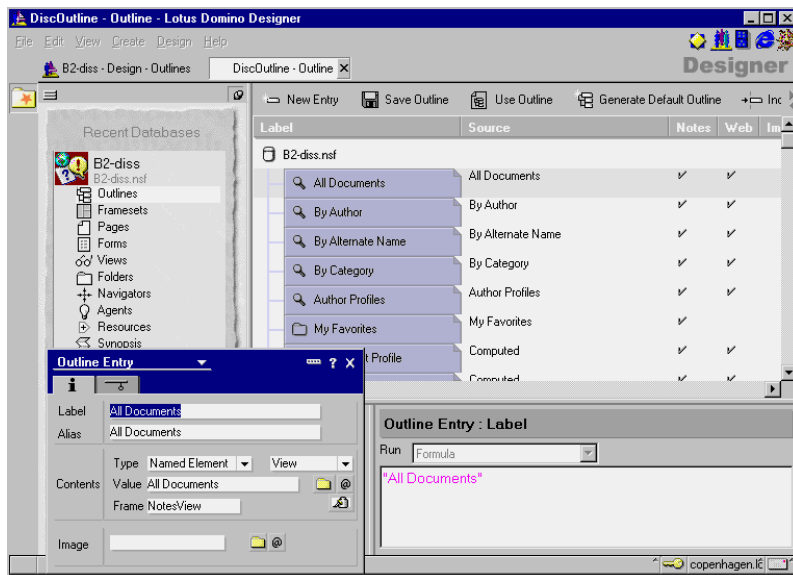 DiscOutline - Outline - Lotus Domino Designer
File Edit View Create Design Help
B2-diss - Design - Outlines
DiscOutline - Outline
Designer
New Entry Save Outline Use Outline Generate Default Outline Inc
Recent Databases
B2-diss
B2-diss.nsf
Outlines
Framesets
Pages
Forms
Views
Folders
Navigators
Agents
Resources
Synopsis
Label Source Notes Web Im
B2-diss.nsf
All Documents All Documents
By Author By Author
By Alternate Name By Alternate Name
By Category By Category
Author Profiles Author Profiles
My Favorites My Favorites
t Profile Computed
Computed
Outline Entry
Label All Documents
Alias All Documents
Contents
Type Named Element View
Value All Documents @
Frame NotesView
Image @
Outline Entry : Label
Run Formula
"All Documents"
copenhagen.